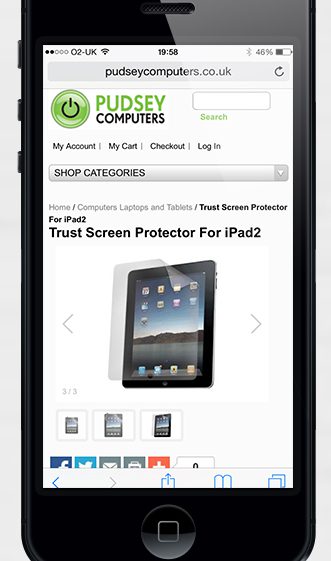 O2-UK 19:58 46%
pudseycomputers.co.uk
PUDSEY
COMPUTERS
Search
My Account | My Cart | Checkout | Log In
SHOP CATEGORIES
Home / Computers Laptops and Tablets / Trust Screen Protector
For iPad2
Trust Screen Protector For iPad2
3 / 3
0